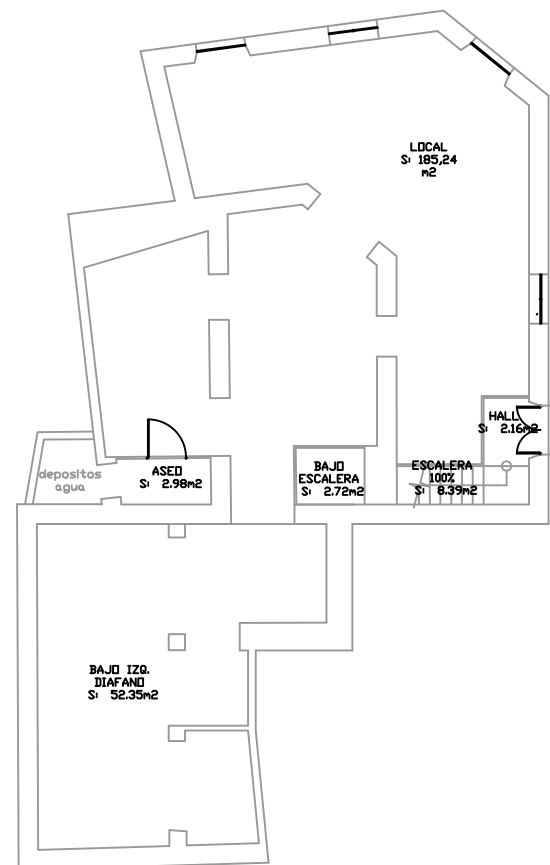 LOCAL
S: 185,24
m2
HALL
S: 2.16m2
ASEO
S: 2.98m2
depositos
agua
BAJO
ESCALERA
S: 2.72m2
ESCALERA
100%
S: 8.39m2
BAJO IZQ.
DIAFANO
S: 52.35m2